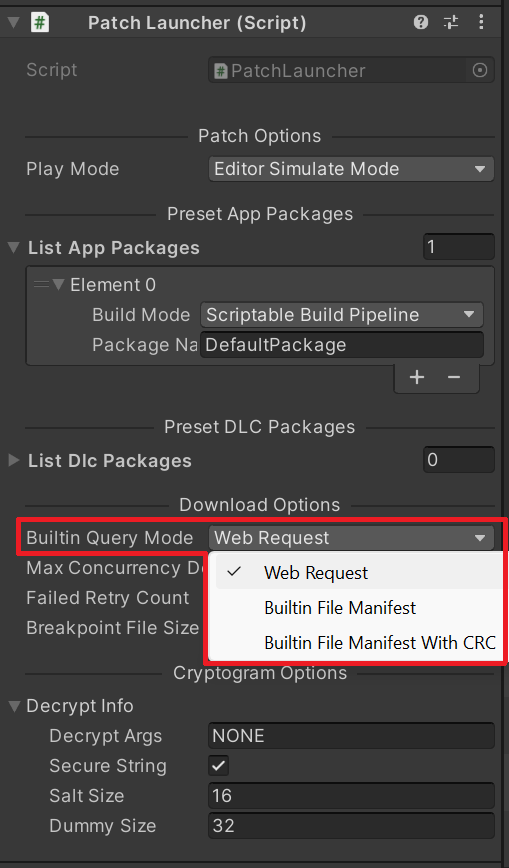 Patch Launcher (Script)
Script
PatchLauncher
Patch Options
Play Mode
Editor Simulate Mode
Preset App Packages
List App Packages
1
Element 0
Build Mode
Scriptable Build Pipeline
Package Na
DefaultPackage
Preset DLC Packages
List Dlc Packages
0
Download Options
Builtin Query Mode
Web Request
Max Concurrency Do
Web Request
Failed Retry Count
Builtin File Manifest
Breakpoint File Size
Builtin File Manifest With CRC
Cryptogram Options
Decrypt Info
Decrypt Args
NONE
Secure String
Salt Size
16
Dummy Size
32